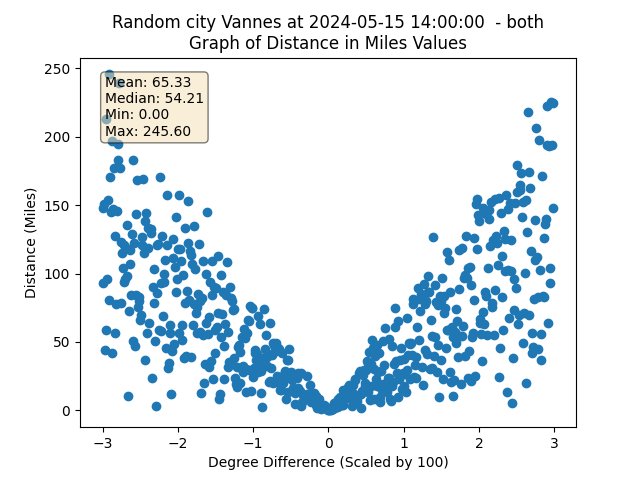 Random city Vannes at 2024-05-15 14:00:00  - both
Graph of Distance in Miles Values
250
200
150
100
50
0
Mean: 65.33
Median: 54.21
Min: 0.00
Max: 245.60
Distance (Miles)
−3 −2 −1 0 1 2 3
Degree Difference (Scaled by 100)